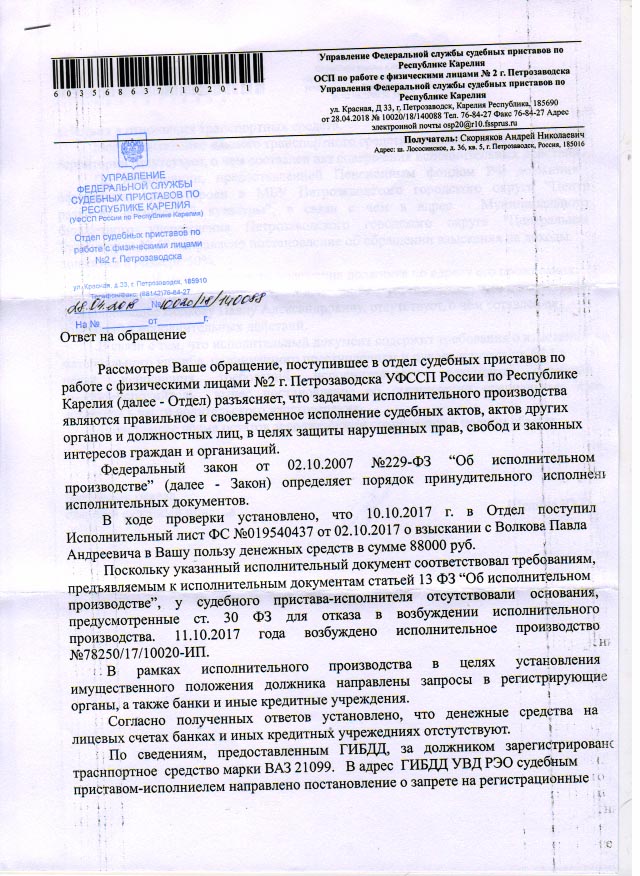 603568637/1020-1
Управление Федеральной службы судебных приставов по
Республике Карелия
ОСП по работе с физическими лицами № 2 г. Петрозаводска
Управления Федеральной службы судебных приставов по
Республике Карелия
ул. Красная, Д 33, г. Петрозаводск, Карелия Республика, 185690
от 28.04.2018 № 10020/18/140088 Тел. 76-84-27 Факс 76-84-27 Адрес
электронной почты osp20@r10.fssprus.ru
Получатель: Скорняков Андрей Николаевич
Адрес: ш. Лососинское, д. 36, кв. 5, г. Петрозаводск, Россия, 185016
УПРАВЛЕНИЕ
ФЕДЕРАЛЬНОЙ СЛУЖБЫ
СУДЕБНЫХ ПРИСТАВОВ ПО
РЕСПУБЛИКЕ КАРЕЛИЯ
(УФССП России по Республике Карелия)
Отдел судебных приставов по
работе с физическими лицами
№2 г. Петрозаводска
ул. Красная, д.33, г. Петрозаводск, 185910
Телефон/факс: (88142)76-84-27
28.04.2018 № 10020/18/140088
На № от г.
Ответ на обращение
Рассмотрев Ваше обращение, поступившее в отдел судебных приставов по
работе с физическими лицами №2 г. Петрозаводска УФССП России по Республике
Карелия (далее - Отдел) разъясняет, что задачами исполнительного производства
являются правильное и своевременное исполнение судебных актов, актов других
органов и должностных лиц, в целях защиты нарушенных прав, свобод и законных
интересов граждан и организаций.
Федеральный закон от 02.10.2007 №229-ФЗ “Об исполнительном
производстве” (далее - Закон) определяет порядок принудительного исполнени
исполнительных документов.
В ходе проверки установлено, что 10.10.2017 г. в Отдел поступил
Исполнительный лист ФС №019540437 от 02.10.2017 о взыскании с Волкова Павла
Андреевича в Вашу пользу денежных средств в сумме 88000 руб.
Поскольку указанный исполнительный документ соответствовал требованиям,
предъявляемым к исполнительным документам статьей 13 ФЗ “Об исполнительном
производстве”, у судебного пристава-исполнителя отсутствовали основания,
предусмотренные ст. 30 ФЗ для отказа в возбуждении исполнительного
производства. 11.10.2017 года возбуждено исполнительное производство
№78250/17/10020-ИП.
В рамках исполнительного производства в целях установления
имущественного положения должника направлены запросы в регистрирующие
органы, а также банки и иные кредитные учреждения.
Согласно полученных ответов установлено, что денежные средства на
лицевых счетах банках и иных кредитных учрежедниях отстутствуют.
По сведениям, предоставленным ГИБДД, за должником зарегистрировано
траснпортное средство марки ВАЗ 21099. В адрес ГИБДД УВД РЭО судебным
приставом-исполниелем направлено постановление о запрете на регистрационные